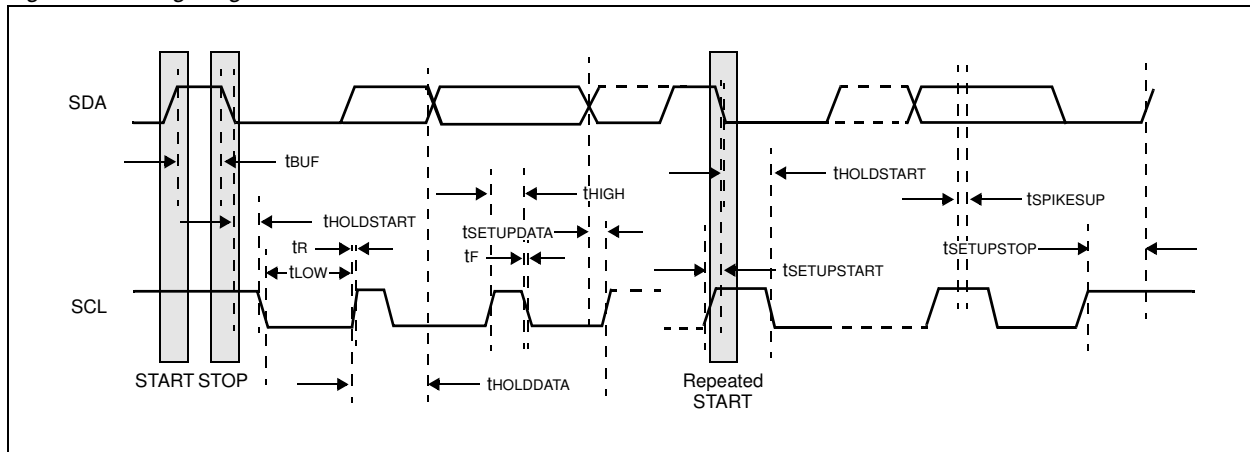 SDA
tBUF
tHOLDSTART
tHIGH
tHOLDSTART
tSPIKESUP
tR
tSETUPDATA
tLOW
tF
tSETUPSTART
tSETUPSTOP
SCL
START STOP
tHOLDDATA
Repeated
START